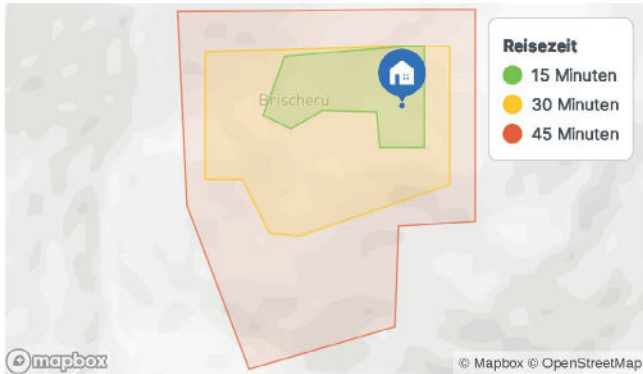 Reisezeit
15 Minuten
30 Minuten
45 Minuten
Brischeru
mapbox
© Mapbox © OpenStreetMap